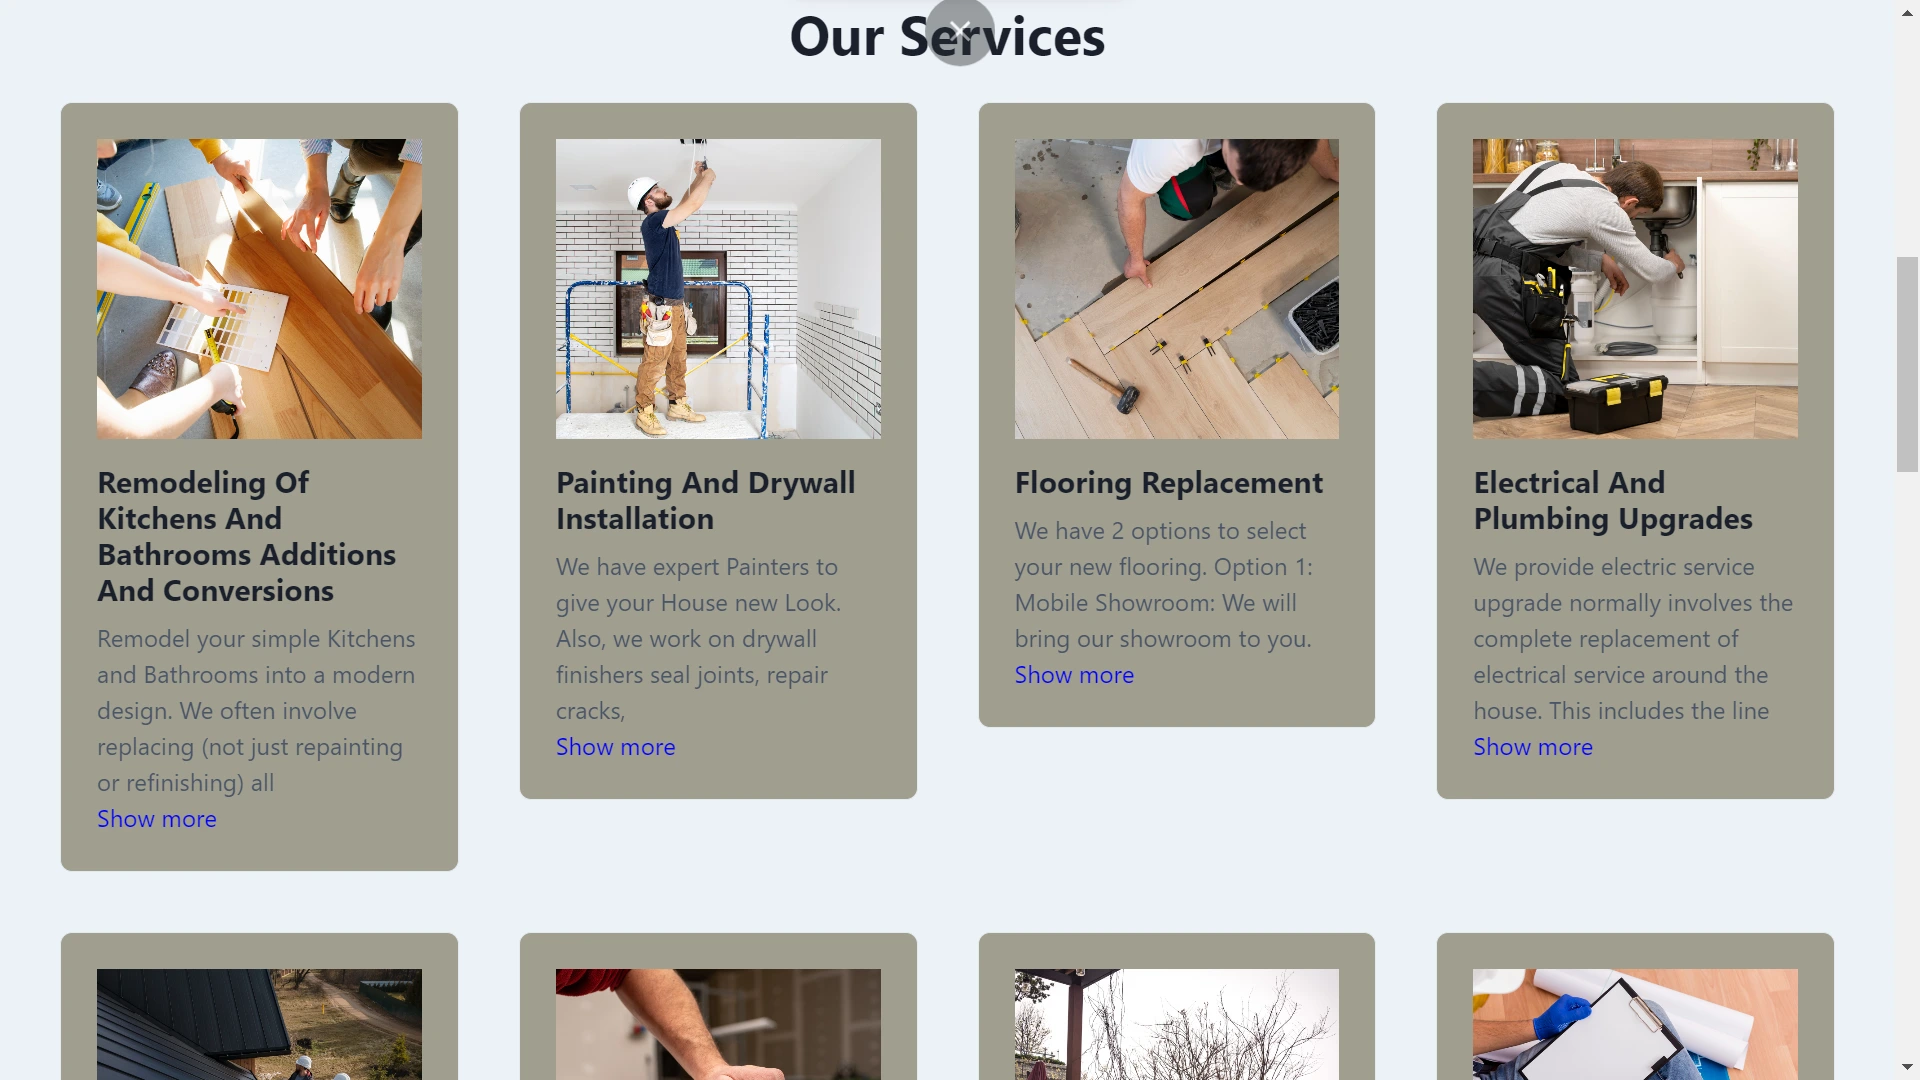 Our Services
Remodeling Of
Kitchens And
Bathrooms Additions
And Conversions
Remodel your simple Kitchens
and Bathrooms into a modern
design. We often involve
replacing (not just repainting
or refinishing) all
Show more
Painting And Drywall
Installation
We have expert Painters to
give your House new Look.
Also, we work on drywall
finishers seal joints, repair
cracks,
Show more
Flooring Replacement
We have 2 options to select
your new flooring. Option 1:
Mobile Showroom: We will
bring our showroom to you.
Show more
Electrical And
Plumbing Upgrades
We provide electric service
upgrade normally involves the
complete replacement of
electrical service around the
house. This includes the line
Show more